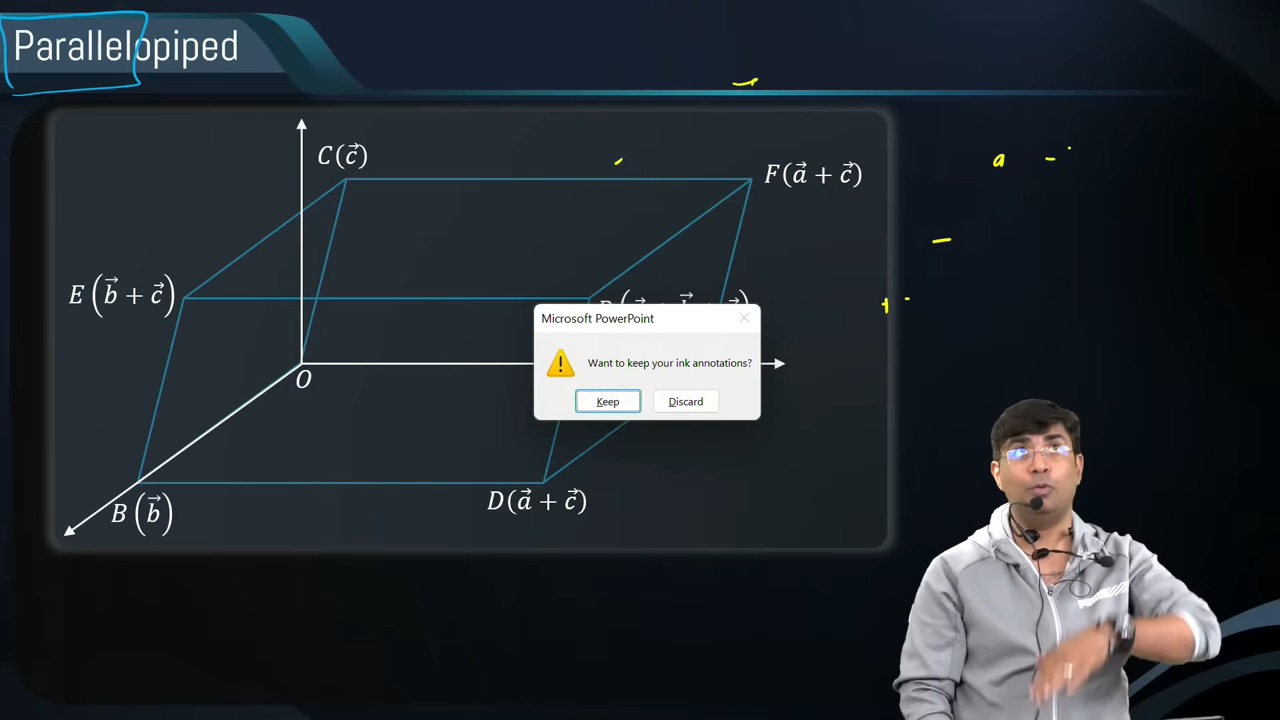 Parallelopiped
C(c⃗)
F(a⃗ + c⃗)
a -
E (b⃗ + c⃗)
Microsoft PowerPoint
Want to keep your ink annotations?
Keep Discard
O
B (b⃗)
D(a⃗ + c⃗)